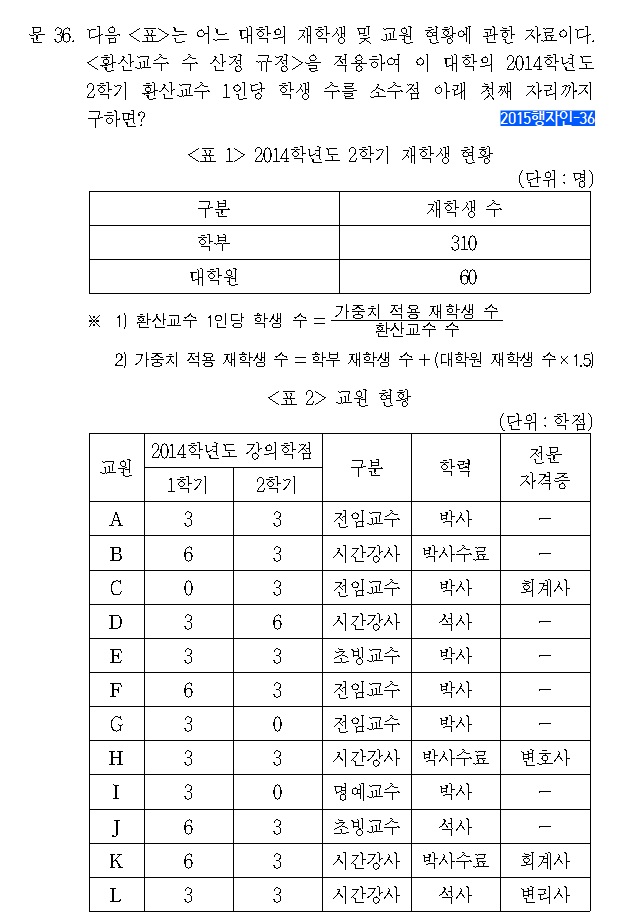 문 36. 다음 <표>는 어느 대학의 재학생 및 교원 현황에 관한 자료이다.
<환산교수 수 산정 규정>을 적용하여 이 대학의 2014학년도
2학기 환산교수 1인당 학생 수를 소수점 아래 첫째 자리까지
구하면? 2015행자인-36
<표 1> 2014학년도 2학기 재학생 현황
(단위 : 명)
구분 재학생 수
학부 310
대학원 60
※ 1) 환산교수 1인당 학생 수 = 가중치 적용 재학생 수
환산교수 수
2) 가중치 적용 재학생 수 = 학부 재학생 수 + (대학원 재학생 수 × 1.5)
<표 2> 교원 현황
(단위 : 학점)
교원 2014학년도 강의학점 구분 학력 전문
자격증
1학기 2학기
A 3 3 전임교수 박사 -
B 6 3 시간강사 박사수료 -
C 0 3 전임교수 박사 회계사
D 3 6 시간강사 석사 -
E 3 3 초빙교수 박사 -
F 6 3 전임교수 박사 -
G 3 0 전임교수 박사 -
H 3 3 시간강사 박사수료 변호사
I 3 0 명예교수 박사 -
J 6 3 초빙교수 석사 -
K 6 3 시간강사 박사수료 회계사
L 3 3 시간강사 석사 변리사